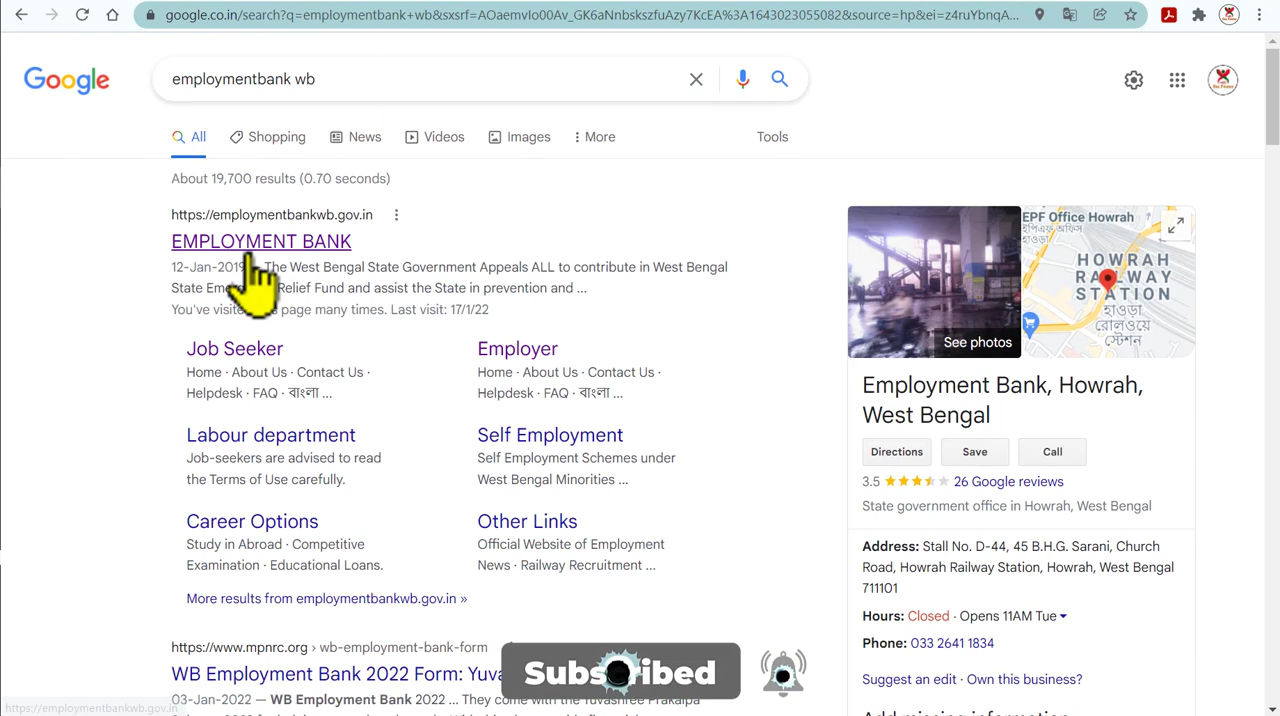 google.co.in/search?q=employmentbank+wb&sxsrf=AOaemvIo00Av_GK6aNnbskszfuAzy7KcEA%3A1643023055082&source=hp&ei=z4ruYbnqA...
Google
employmentbank wb
All
Shopping
News
Videos
Images
More
Tools
About 19,700 results (0.70 seconds)
https://employmentbankwb.gov.in
EMPLOYMENT BANK
12-Jan-2019 The West Bengal State Government Appeals ALL to contribute in West Bengal
State Relief Fund and assist the State in prevention and ...
page many times. Last visit: 17/1/22
Job Seeker
Home · About Us · Contact Us ·
Helpdesk · FAQ · বাংলা ...
Employer
Home · About Us · Contact Us ·
Helpdesk · FAQ · বাংলা ...
Labour department
Job-seekers are advised to read
the Terms of Use carefully.
Self Employment
Self Employment Schemes under
West Bengal Minorities ...
Career Options
Study in Abroad · Competitive
Examination · Educational Loans.
Other Links
Official Website of Employment
News · Railway Recruitment ...
More results from employmentbankwb.gov.in »
https://www.mpnrc.org › wb-employment-bank-form
WB Employment Bank 2022 Form: Yuva
03-Jan-2022 — WB Employment Bank 2022 ... They come with the Yuvashree Prakalpa
Subscribed
https://employmentbankwb.gov.in
See photos
EPF Office Howrah
ইপিএফ অফিস
হাওড়া
HOWRAH
RAILWAY
STATION
হাওড়া
রেলওয়ে
স্টেশন
Employment Bank, Howrah,
West Bengal
Directions
Save
Call
3.5
26 Google reviews
State government office in Howrah, West Bengal
Address: Stall No. D-44, 45 B.H.G. Sarani, Church
Road, Howrah Railway Station, Howrah, West Bengal
711101
Hours: Closed · Opens 11AM Tue
Phone: 033 2641 1834
Suggest an edit · Own this business?
Add missing information